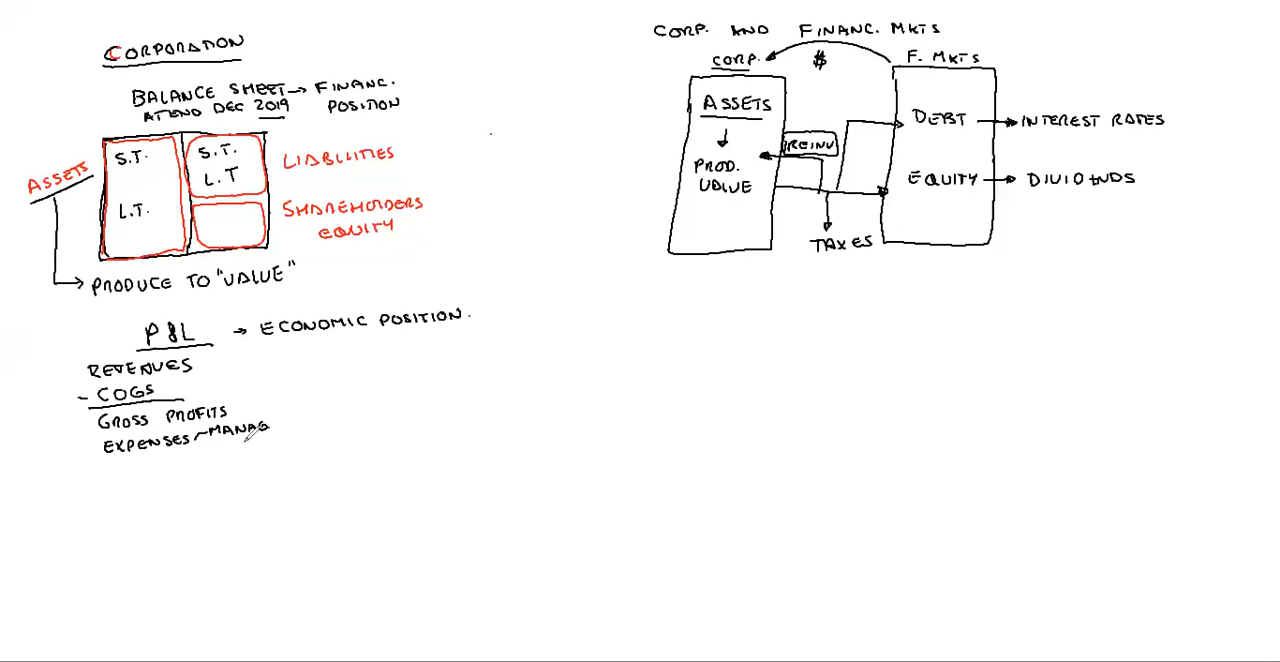 CORPORATION
BALANCE SHEET → FINANC.
AT END DEC 2019 POSITION
ASSETS
S.T.
L.T.
S.T.
L.T
LIABILITIES
SHAREHOLDERS
EQUITY
PRODUCE TO "VALUE"
P&L → ECONOMIC POSITION.
REVENUES
- COGS
GROSS PROFITS
EXPENSES ~ MANAG
CORP. AND FINANC. MKTS
CORP.
$
F. MKTS
ASSETS
PROD.
VALUE
REINV
TAXES
DEBT → INTEREST RATES
EQUITY → DIVIDENDS